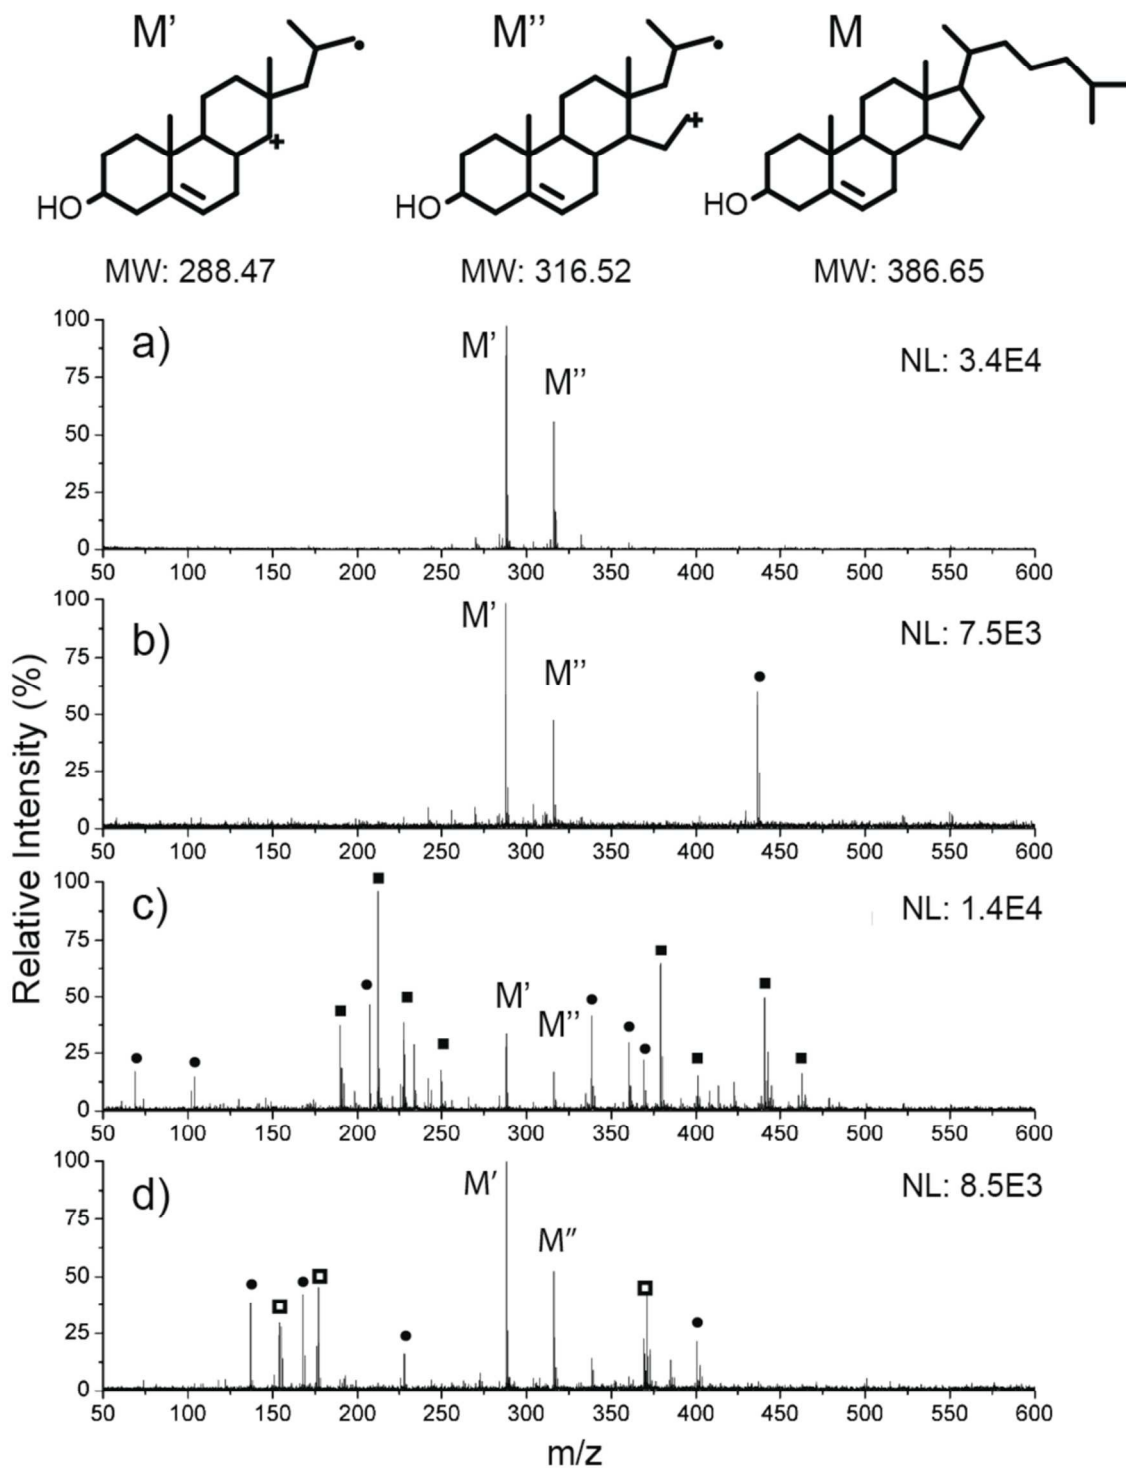 M’ M’’ M
HO HO HO
+ + 
MW: 288.47 MW: 316.52 MW: 386.65
Relative Intensity (%)
a) NL: 3.4E4
M’ M’’
100
75
50
25
0
50 100 150 200 250 300 350 400 450 500 550 600
b) NL: 7.5E3
M’ M’’
100
75
50
25
0
50 100 150 200 250 300 350 400 450 500 550 600
c) NL: 1.4E4
M’ M’’
100
75
50
25
0
50 100 150 200 250 300 350 400 450 500 550 600
d) NL: 8.5E3
M′ M″
100
75
50
25
0
50 100 150 200 250 300 350 400 450 500 550 600
m/z